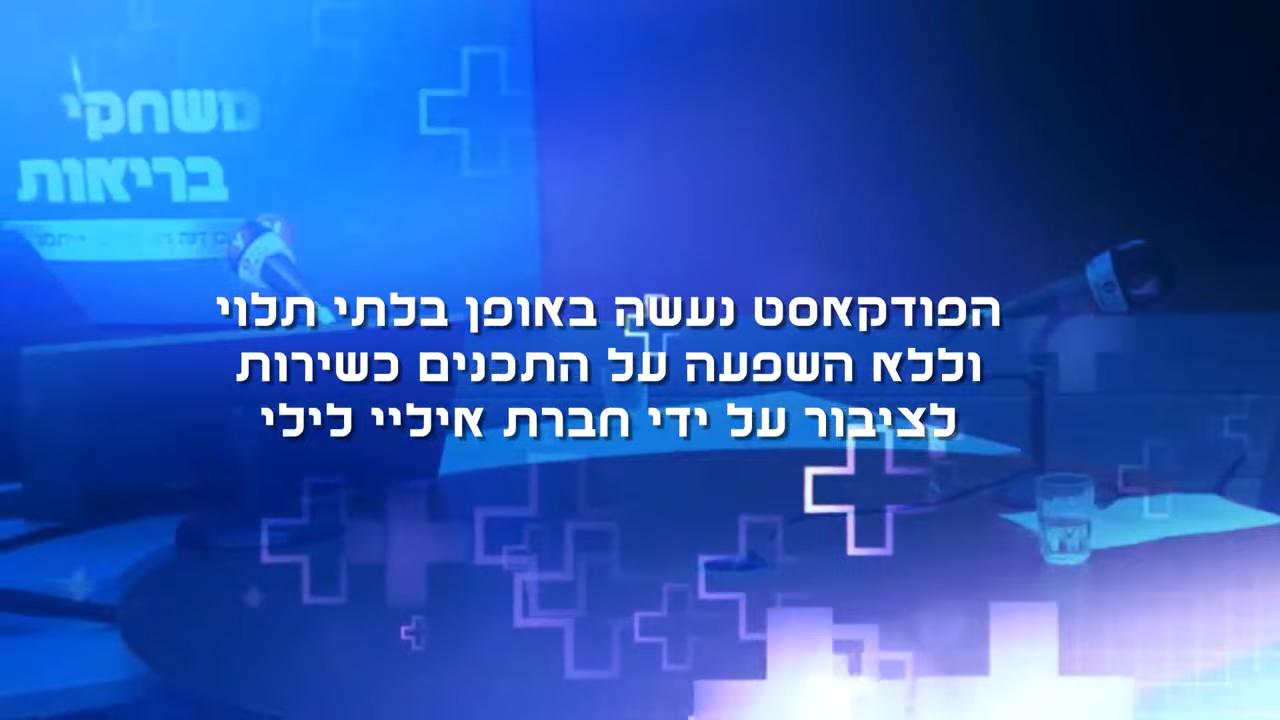 משחקי
בריאות
הפודקאסט נעשה באופן בלתי תלוי
וללא השפעה על התכנים כשירות
לציבור על ידי חברת איליי לילי